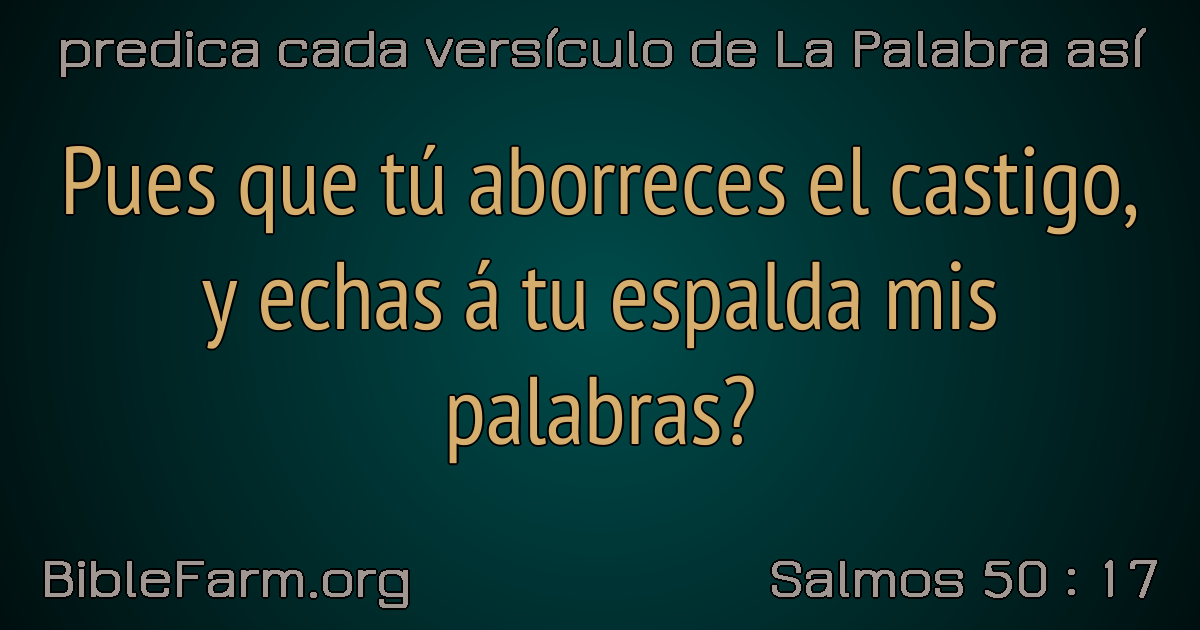 predica cada versículo de La Palabra así
Pues que tú aborreces el castigo,
y echas á tu espalda mis
palabras?
BibleFarm.org
Salmos 50 : 17